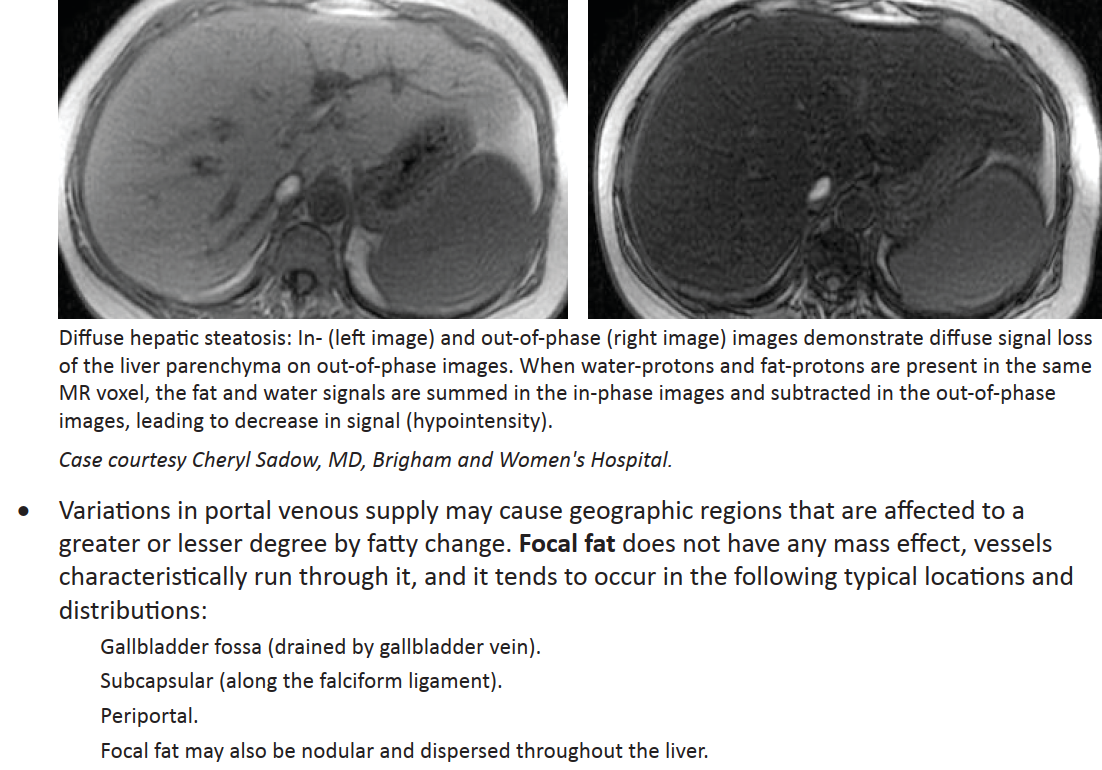 Diffuse hepatic steatosis: In- (left image) and out-of-phase (right image) images demonstrate diffuse signal loss
of the liver parenchyma on out-of-phase images. When water-protons and fat-protons are present in the same
MR voxel, the fat and water signals are summed in the in-phase images and subtracted in the out-of-phase
images, leading to decrease in signal (hypointensity).
Case courtesy Cheryl Sadow, MD, Brigham and Women's Hospital.
• Variations in portal venous supply may cause geographic regions that are affected to a
greater or lesser degree by fatty change. Focal fat does not have any mass effect, vessels
characteristically run through it, and it tends to occur in the following typical locations and
distributions:
Gallbladder fossa (drained by gallbladder vein).
Subcapsular (along the falciform ligament).
Periportal.
Focal fat may also be nodular and dispersed throughout the liver.